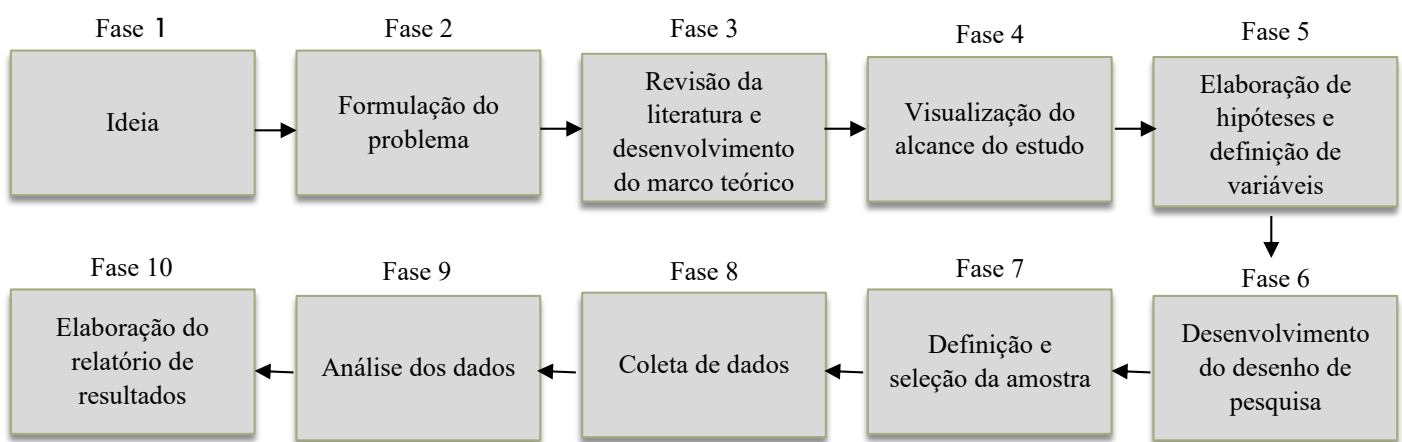 Fase 1
Ideia
Fase 2
Formulação do
problema
Fase 3
Revisão da
literatura e
desenvolvimento
do marco teórico
Fase 4
Visualização do
alcance do estudo
Fase 5
Elaboração de
hipóteses e
definição de
variáveis
Fase 6
Desenvolvimento
do desenho de
pesquisa
Fase 7
Definição e
seleção da amostra
Fase 8
Coleta de dados
Fase 9
Análise dos dados
Fase 10
Elaboração do
relatório de
resultados